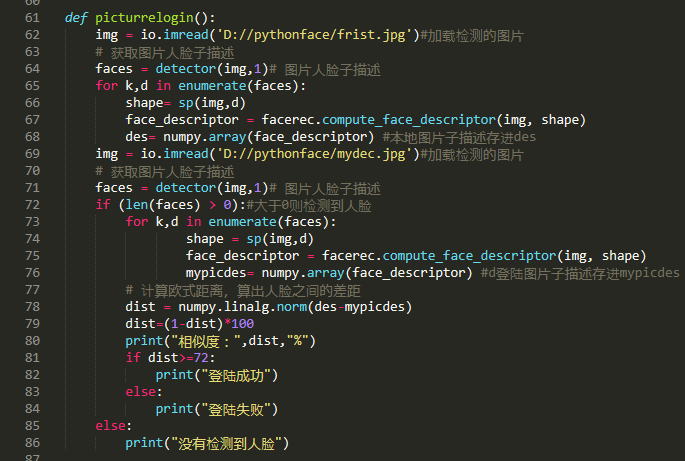 60
61 def picturrelogin():
62 img = io.imread('D://pythonface/frist.jpg')#加载检测的图片
63 # 获取图片人脸子描述
64 faces = detector(img,1)# 图片人脸子描述
65 for k,d in enumerate(faces):
66 shape= sp(img,d)
67 face_descriptor = facerec.compute_face_descriptor(img, shape)
68 des= numpy.array(face_descriptor) #本地图片子描述存进des
69 img = io.imread('D://pythonface/mydec.jpg')#加载检测的图片
70 # 获取图片人脸子描述
71 faces = detector(img,1)# 图片人脸子描述
72 if (len(faces) > 0):#大于0则检测到人脸
73 for k,d in enumerate(faces):
74 shape = sp(img,d)
75 face_descriptor = facerec.compute_face_descriptor(img, shape)
76 mypicdes= numpy.array(face_descriptor) #d登陆图片子描述存进mypicdes
77 # 计算欧式距离，算出人脸之间的差距
78 dist = numpy.linalg.norm(des-mypicdes)
79 dist=(1-dist)*100
80 print("相似度：",dist,"%")
81 if dist>=72:
82 print("登陆成功")
83 else:
84 print("登陆失败")
85 else:
86 print("没有检测到人脸")
87